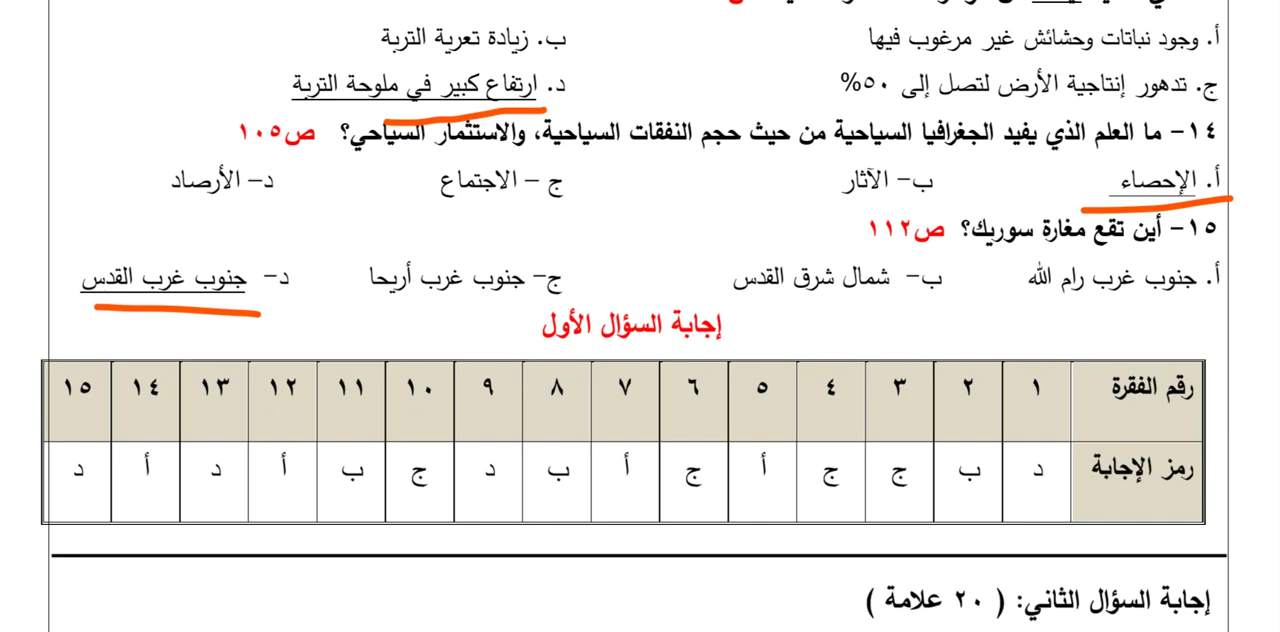 أ. وجود نباتات وحشائش غير مرغوب فيها ب. زيادة تعرية التربة
ج. تدهور إنتاجية الأرض لتصل إلى ٥٠% د. ارتفاع كبير في ملوحة التربة
١٤- ما العلم الذي يفيد الجغرافيا السياحية من حيث حجم النفقات السياحية، والاستثمار السياحي؟ ص١٠٥
أ. الإحصاء ب- الآثار ج - الاجتماع د- الأرصاد
١٥- أين تقع مغارة سوريك؟ ص١١٢
أ. جنوب غرب رام الله ب- شمال شرق القدس ج- جنوب غرب أريحا د- جنوب غرب القدس
إجابة السؤال الأول
رقم الفقرة ١ ٢ ٣ ٤ ٥ ٦ ٧ ٨ ٩ ١٠ ١١ ١٢ ١٣ ١٤ ١٥
رمز الإجابة د ب ج ج أ ج أ ب د ج ب أ د أ د
إجابة السؤال الثاني: ( ٢٠ علامة )